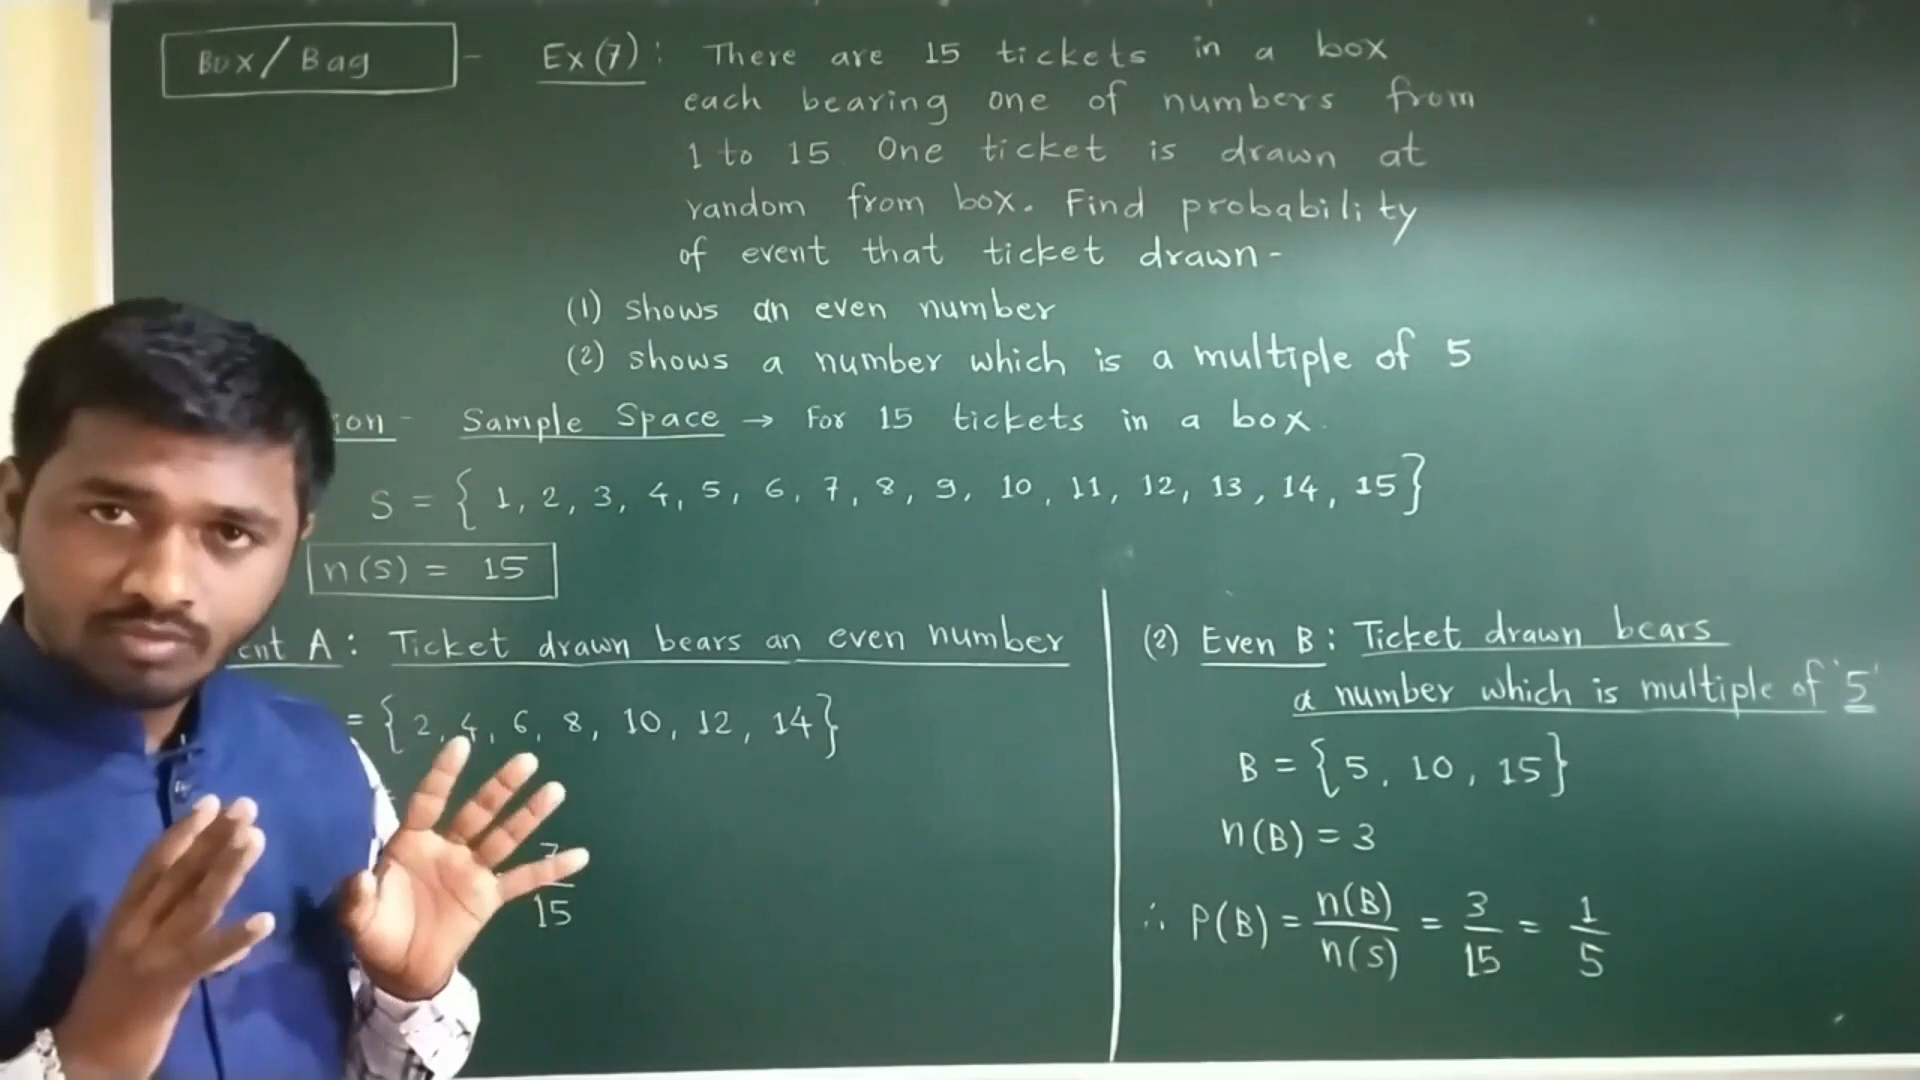 Box/Bag - Ex(7): There are 15 tickets in a box
each bearing one of numbers from
1 to 15 One ticket is drawn at
random from box. Find probability
of event that ticket drawn-
(1) shows an even number
(2) shows a number which is a multiple of 5
ion - Sample Space → For 15 tickets in a box.
S = { 1, 2, 3, 4, 5, 6, 7, 8, 9, 10, 11, 12, 13, 14, 15}
n(S) = 15
ent A: Ticket drawn bears an even number
= {2, 4, 6, 8, 10, 12, 14}
15
(2) Even B: Ticket drawn bears
a number which is multiple of '5'
B = {5, 10, 15}
n(B) = 3
∴ P(B) = n(B)/n(S) = 3/15 = 1/5